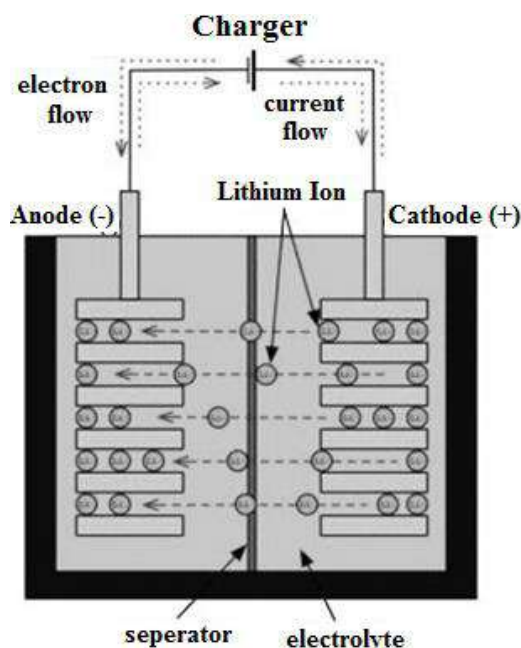 Charger
electron
flow
current
flow
Lithium Ion
Anode (-)
Cathode (+)
seperator
electrolyte